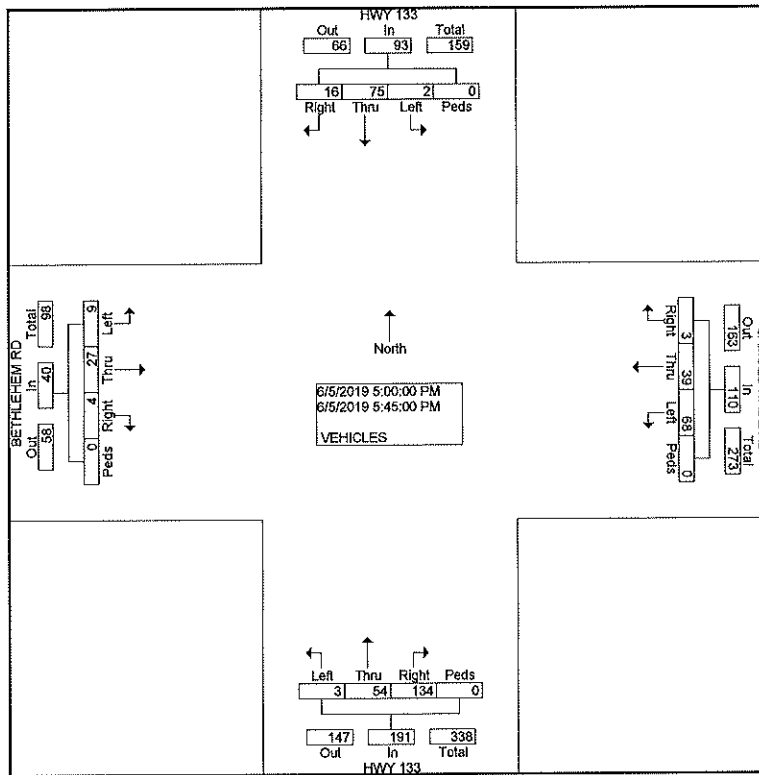 HWY 133
Out In Total
66 93 159
16 75 2 0
Right Thru Left Peds
BETHLEHEM RD
Total In Out
98 40 58
9 27 4 0
Left Thru Right Peds
North
6/5/2019 5:00:00 PM
6/5/2019 5:45:00 PM
VEHICLES
Right Thru Left Peds
3 39 68 0
Out In Total
163 110 273
Left Thru Right Peds
3 54 134 0
147 191 338
Out In Total
HWY 133